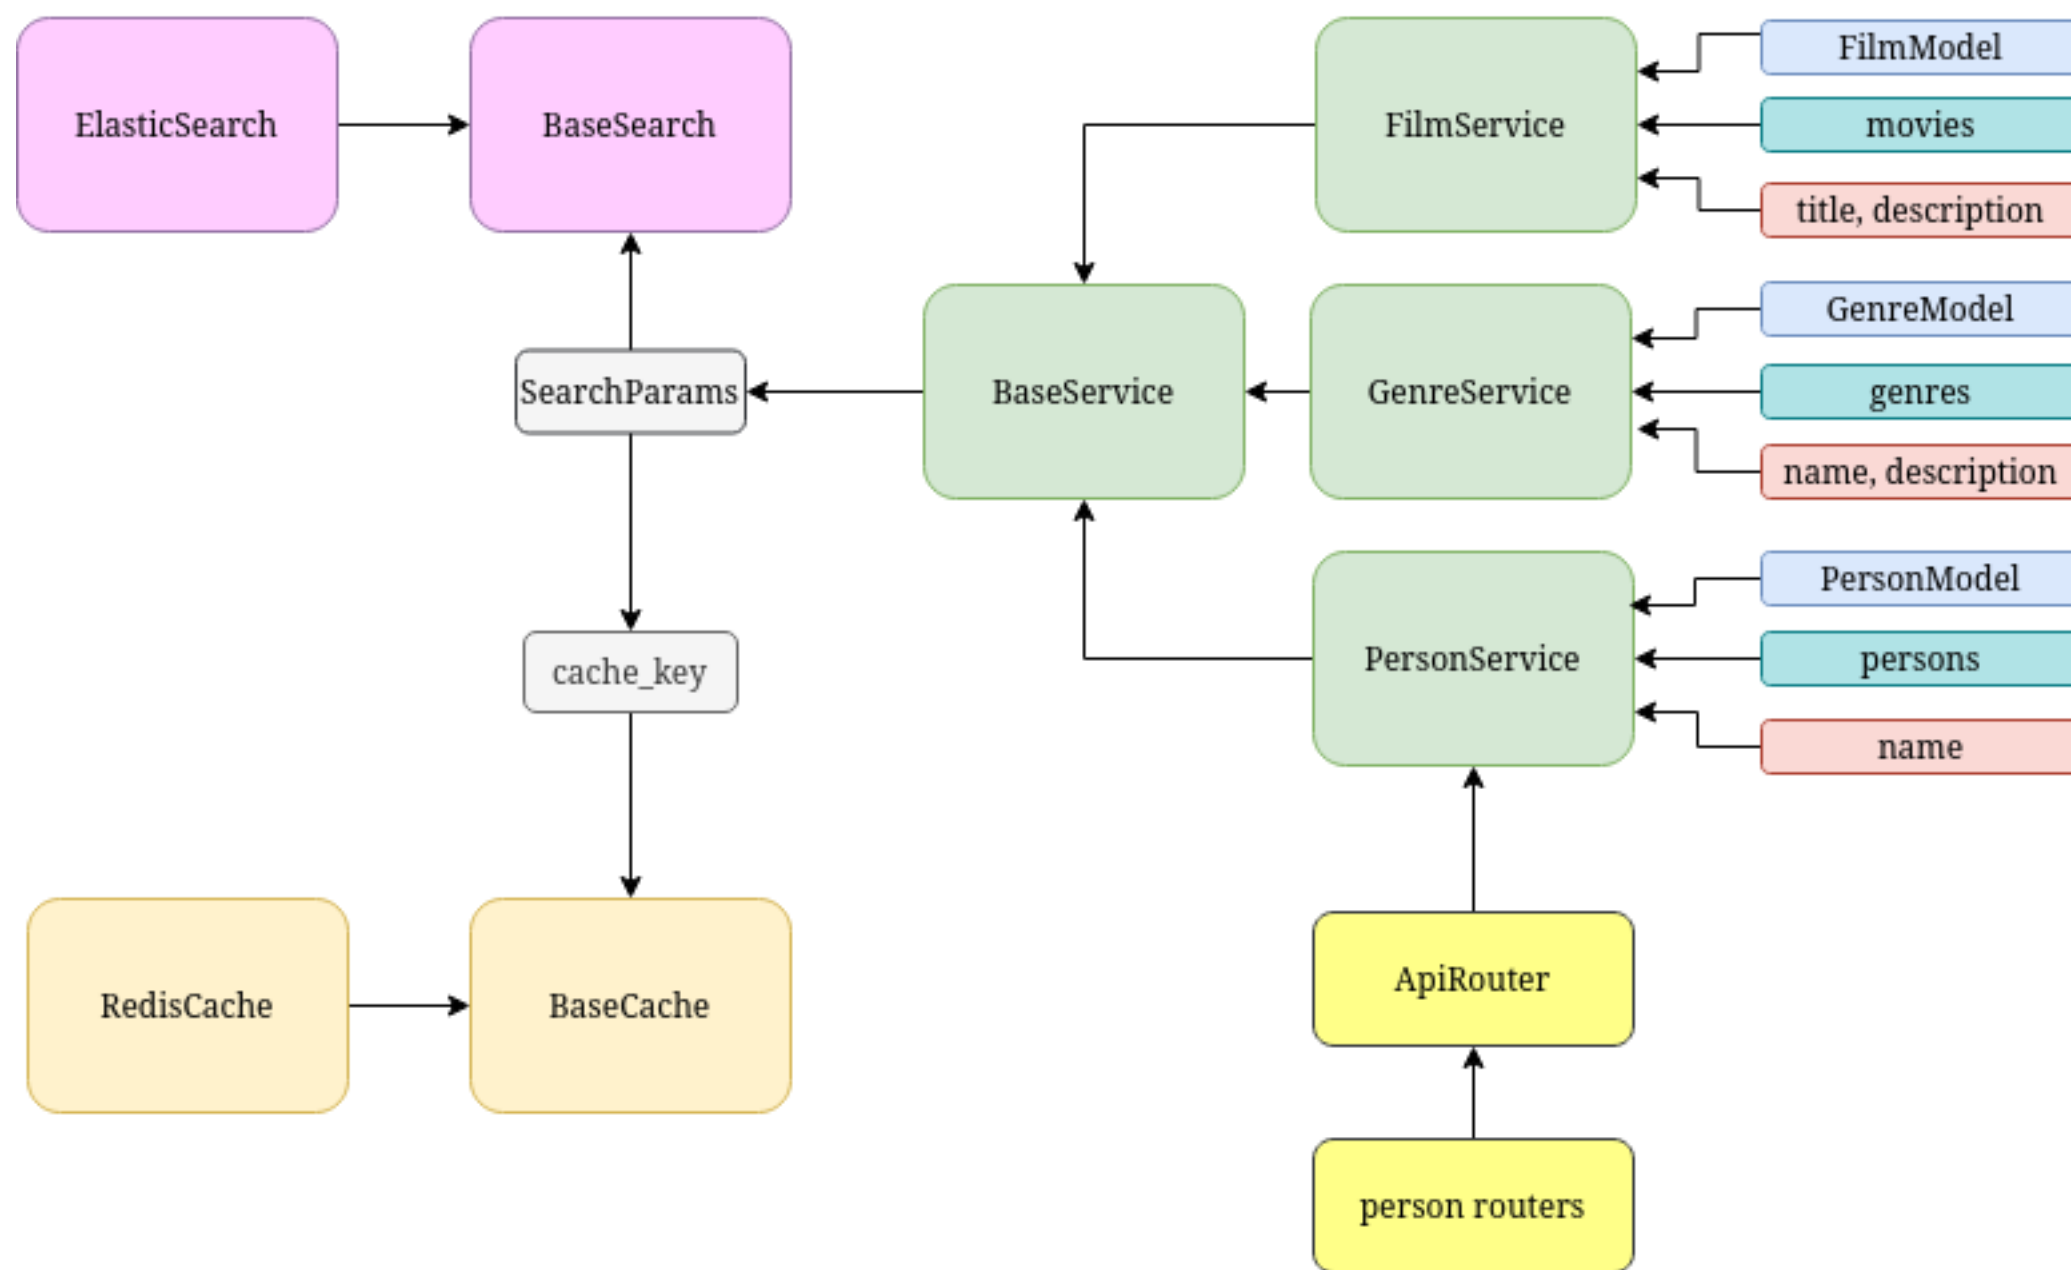 ElasticSearch
BaseSearch
FilmService
FilmModel
movies
title, description
SearchParams
BaseService
GenreService
GenreModel
genres
name, description
cache_key
PersonService
PersonModel
persons
name
RedisCache
BaseCache
ApiRouter
person routers